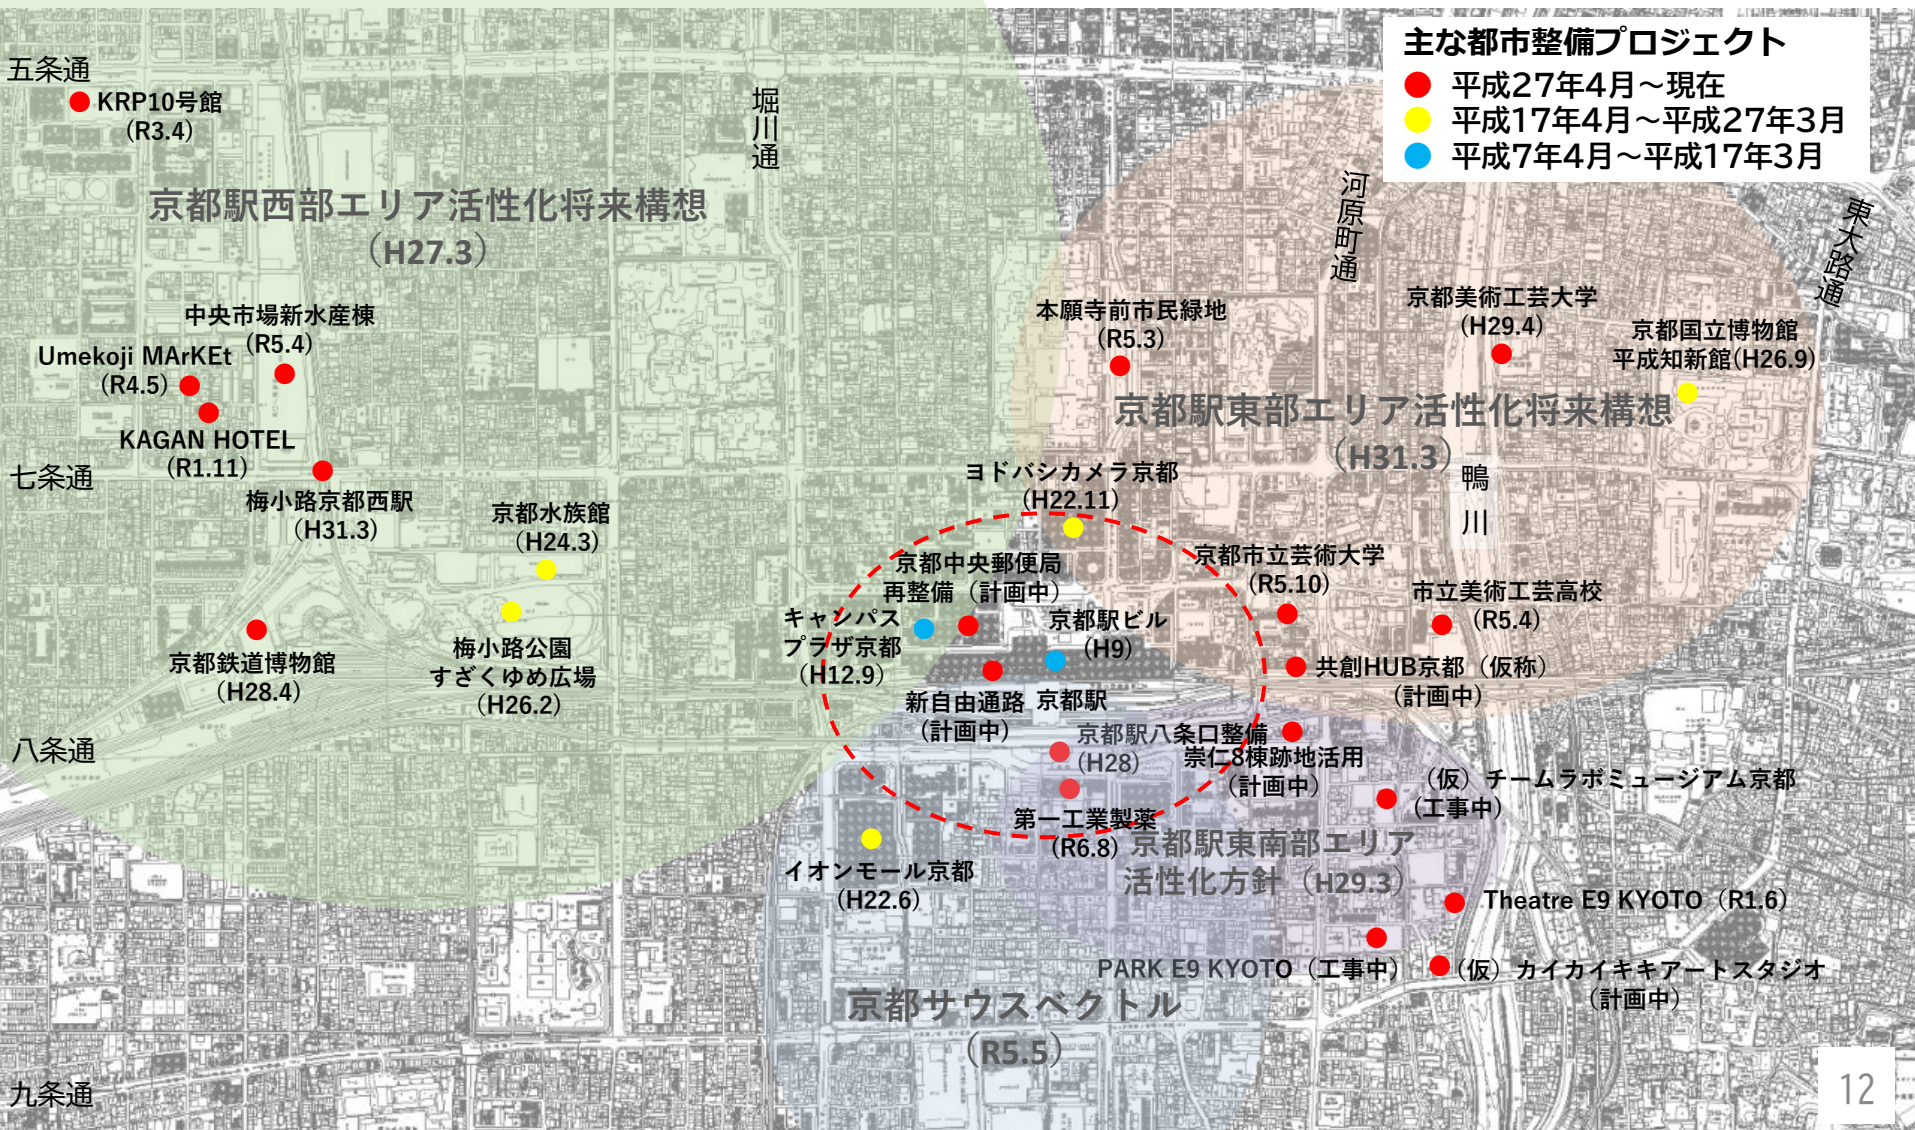 主な都市整備プロジェクト
平成27年4月～現在
平成17年4月～平成27年3月
平成7年4月～平成17年3月
五条通
KRP10号館
(R3.4)
堀川通
河原町通
東大路通
京都駅西部エリア活性化将来構想
（H27.3）
中央市場新水産棟
(R5.4)
Umekoji MArKEt
(R4.5)
KAGAN HOTEL
(R1.11)
七条通
梅小路京都西駅
(H31.3)
京都水族館
(H24.3)
梅小路公園
すざくゆめ広場
(H26.2)
京都鉄道博物館
(H28.4)
八条通
本願寺前市民緑地
(R5.3)
京都美術工芸大学
(H29.4)
京都国立博物館
平成知新館(H26.9)
京都駅東部エリア活性化将来構想
（H31.3）
鴨川
ヨドバシカメラ京都
(H22.11)
京都中央郵便局
再整備（計画中）
キャンパス
プラザ京都
(H12.9)
京都駅ビル
(H9)
新自由通路
(計画中)
京都駅
京都市立芸術大学
(R5.10)
市立美術工芸高校
(R5.4)
共創HUB京都（仮称）
(計画中)
京都駅八条口整備
(H28)
崇仁8棟跡地活用
(計画中)
第一工業製薬
(R6.8)
（仮）チームラボミュージアム京都
(工事中)
京都駅東南部エリア
活性化方針（H29.3）
イオンモール京都
(H22.6)
Theatre E9 KYOTO（R1.6）
PARK E9 KYOTO（工事中）
（仮）カイカイキキアートスタジオ
(計画中)
京都サウスベクトル
（R5.5）
九条通
12